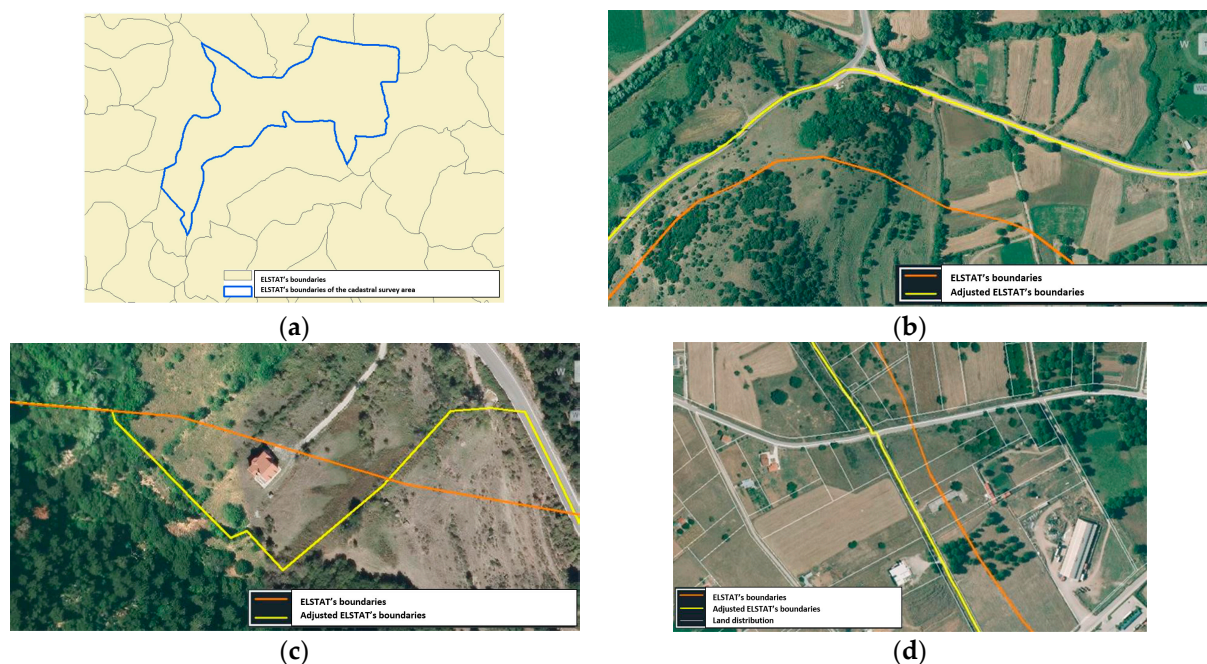 ELSTAT's boundaries
ELSTAT's boundaries of the cadastral survey area
(a)
W
ELSTAT's boundaries
Adjusted ELSTAT's boundaries
(b)
W
ELSTAT's boundaries
Adjusted ELSTAT's boundaries
(c)
ELSTAT's boundaries
Adjusted ELSTAT's boundaries
Land distribution
(d)